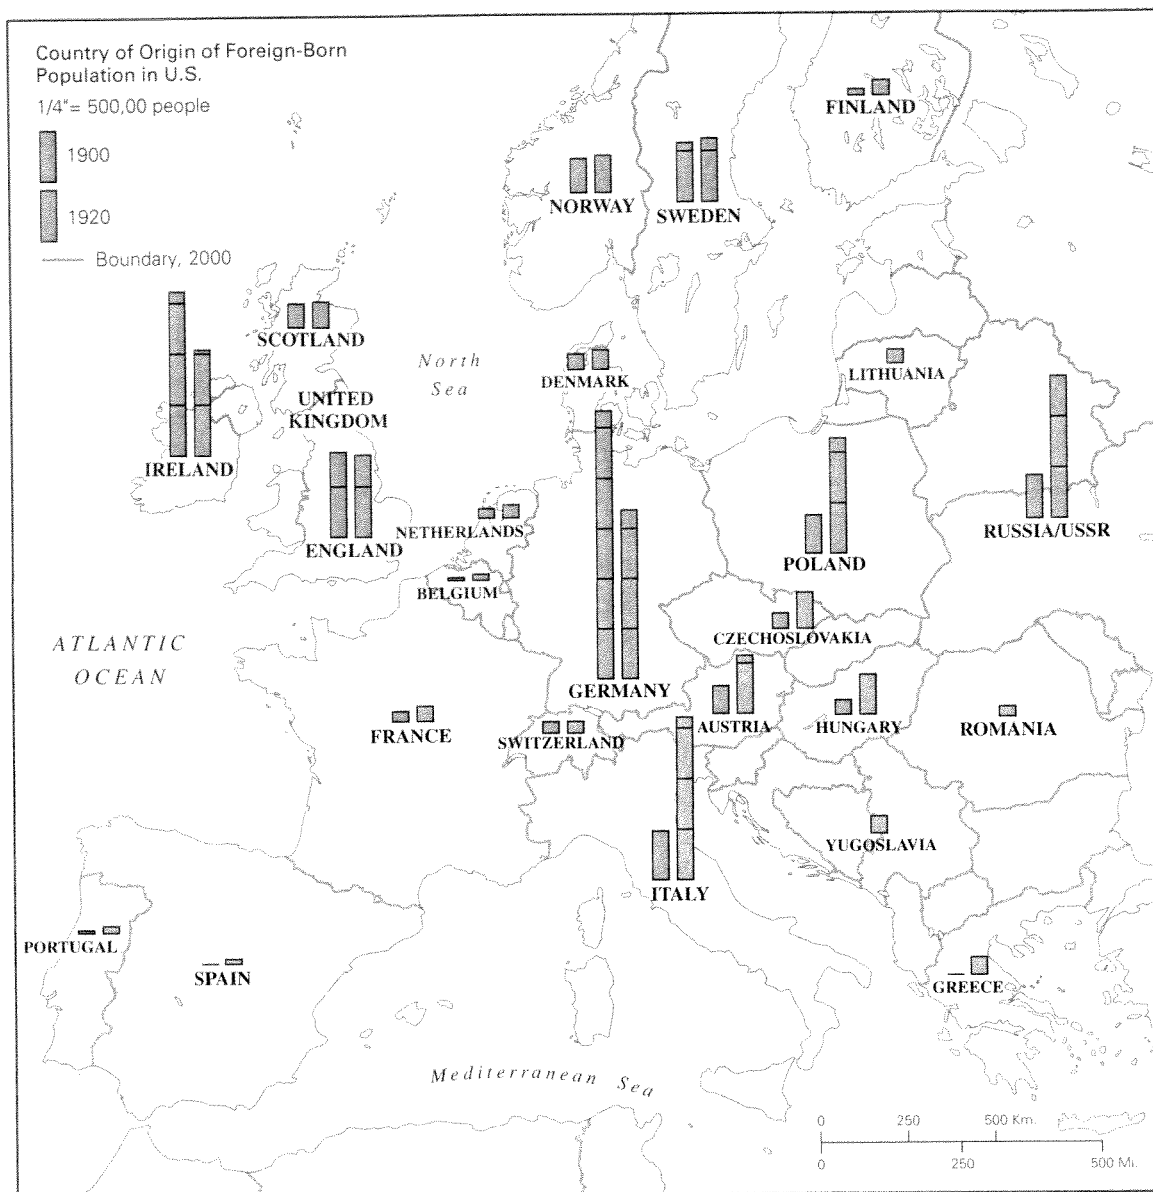 Country of Origin of Foreign-Born
Population in U.S.
1/4"= 500,00 people
1900
1920
Boundary, 2000
FINLAND
NORWAY
SWEDEN
SCOTLAND
North
Sea
DENMARK
LITHUANIA
UNITED
KINGDOM
IRELAND
ENGLAND
NETHERLANDS
RUSSIA/USSR
POLAND
BELGIUM
CZECHOSLOVAKIA
ATLANTIC
OCEAN
GERMANY
AUSTRIA
HUNGARY
ROMANIA
FRANCE
SWITZERLAND
YUGOSLAVIA
ITALY
PORTUGAL
SPAIN
GREECE
Mediterranean Sea
0 250 500 Km.
0 250 500 Mi.